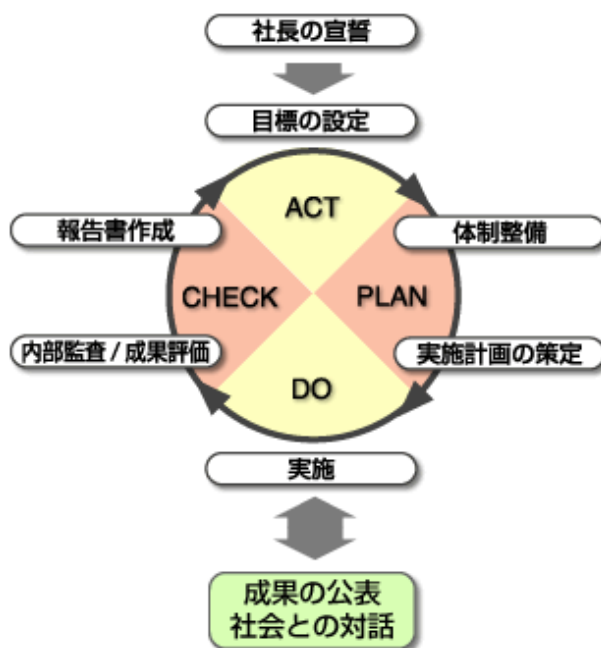 社長の宣誓
目標の設定
ACT
報告書作成
体制整備
CHECK
PLAN
内部監査 / 成果評価
実施計画の策定
DO
実施
成果の公表
社会との対話